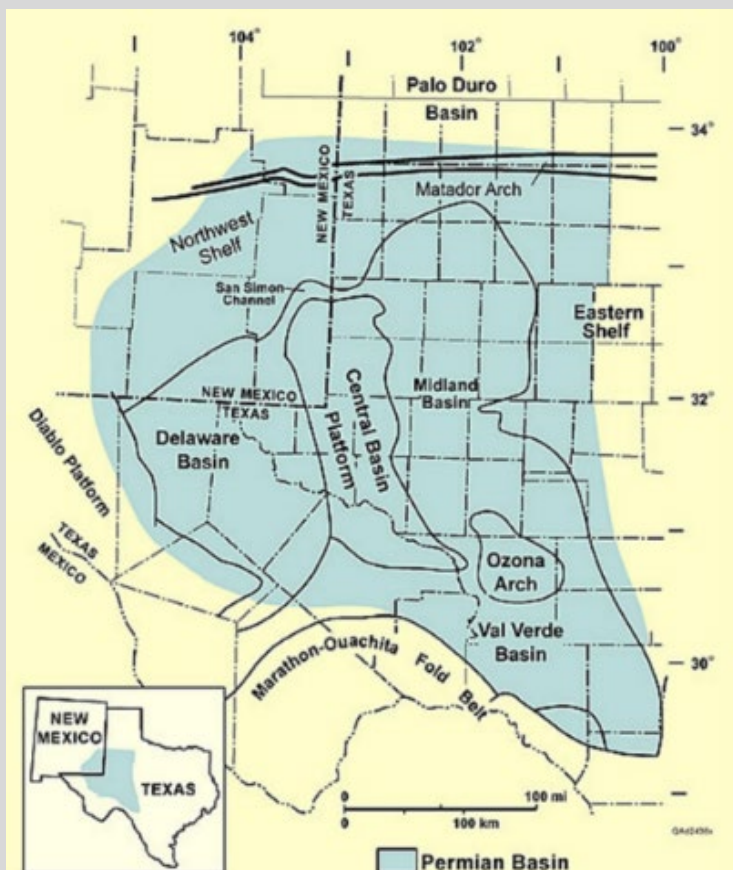 104°
102°
100°
Palo Duro
Basin
34°
NEW MEXICO
TEXAS
Matador Arch
Northwest
Shelf
San Simon
Channel
Eastern
Shelf
Central Basin
Platform
Midland
Basin
NEW MEXICO
TEXAS
32°
Delaware
Basin
Diablo Platform
TEXAS
MEXICO
Ozona
Arch
Val Verde
Basin
30°
Marathon-Ouachita Fold Belt
NEW
MEXICO
TEXAS
0 100 mi
0 100 km
Permian Basin